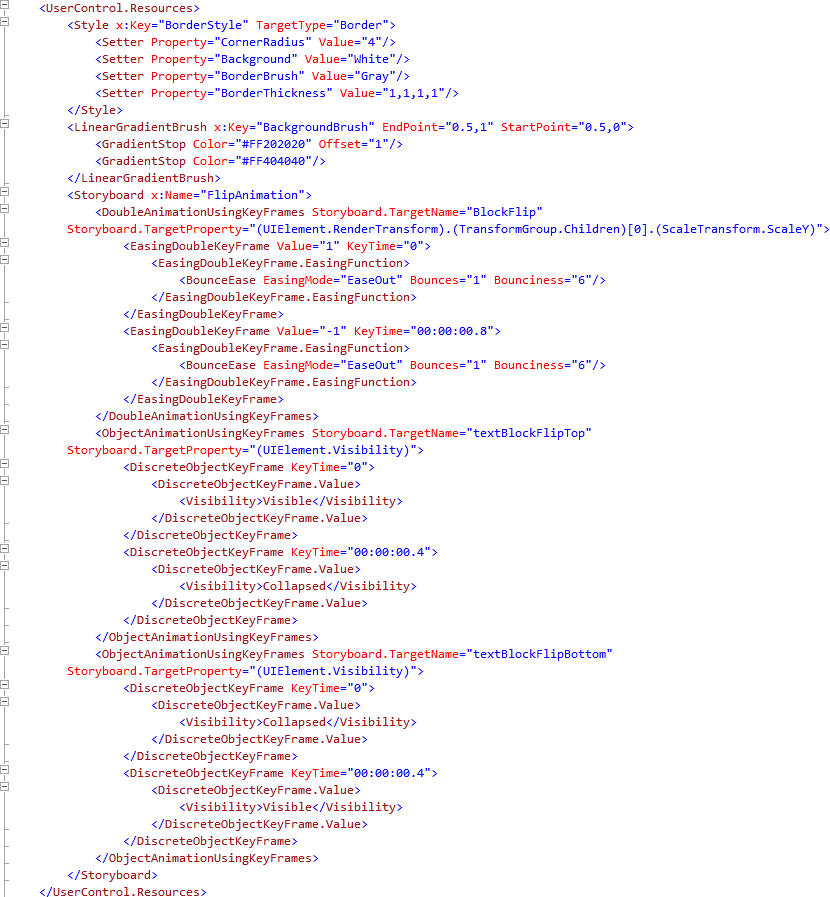 <UserControl.Resources>
<Style x:Key="BorderStyle" TargetType="Border">
<Setter Property="CornerRadius" Value="4"/>
<Setter Property="Background" Value="White"/>
<Setter Property="BorderBrush" Value="Gray"/>
<Setter Property="BorderThickness" Value="1,1,1,1"/>
</Style>
<LinearGradientBrush x:Key="BackgroundBrush" EndPoint="0.5,1" StartPoint="0.5,0">
<GradientStop Color="#FF202020" Offset="1"/>
<GradientStop Color="#FF404040"/>
</LinearGradientBrush>
<Storyboard x:Name="FlipAnimation">
<DoubleAnimationUsingKeyFrames Storyboard.TargetName="BlockFlip"
Storyboard.TargetProperty="(UIElement.RenderTransform).(TransformGroup.Children)[0].(ScaleTransform.ScaleY)">
<EasingDoubleKeyFrame Value="1" KeyTime="0">
<EasingDoubleKeyFrame.EasingFunction>
<BounceEase EasingMode="EaseOut" Bounces="1" Bounciness="6"/>
</EasingDoubleKeyFrame.EasingFunction>
</EasingDoubleKeyFrame>
<EasingDoubleKeyFrame Value="-1" KeyTime="00:00:00.8">
<EasingDoubleKeyFrame.EasingFunction>
<BounceEase EasingMode="EaseOut" Bounces="1" Bounciness="6"/>
</EasingDoubleKeyFrame.EasingFunction>
</EasingDoubleKeyFrame>
</DoubleAnimationUsingKeyFrames>
<ObjectAnimationUsingKeyFrames Storyboard.TargetName="textBlockFlipTop"
Storyboard.TargetProperty="(UIElement.Visibility)">
<DiscreteObjectKeyFrame KeyTime="0">
<DiscreteObjectKeyFrame.Value>
<Visibility>Visible</Visibility>
</DiscreteObjectKeyFrame.Value>
</DiscreteObjectKeyFrame>
<DiscreteObjectKeyFrame KeyTime="00:00:00.4">
<DiscreteObjectKeyFrame.Value>
<Visibility>Collapsed</Visibility>
</DiscreteObjectKeyFrame.Value>
</DiscreteObjectKeyFrame>
</ObjectAnimationUsingKeyFrames>
<ObjectAnimationUsingKeyFrames Storyboard.TargetName="textBlockFlipBottom"
Storyboard.TargetProperty="(UIElement.Visibility)">
<DiscreteObjectKeyFrame KeyTime="0">
<DiscreteObjectKeyFrame.Value>
<Visibility>Collapsed</Visibility>
</DiscreteObjectKeyFrame.Value>
</DiscreteObjectKeyFrame>
<DiscreteObjectKeyFrame KeyTime="00:00:00.4">
<DiscreteObjectKeyFrame.Value>
<Visibility>Visible</Visibility>
</DiscreteObjectKeyFrame.Value>
</DiscreteObjectKeyFrame>
</ObjectAnimationUsingKeyFrames>
</Storyboard>
</UserControl.Resources>